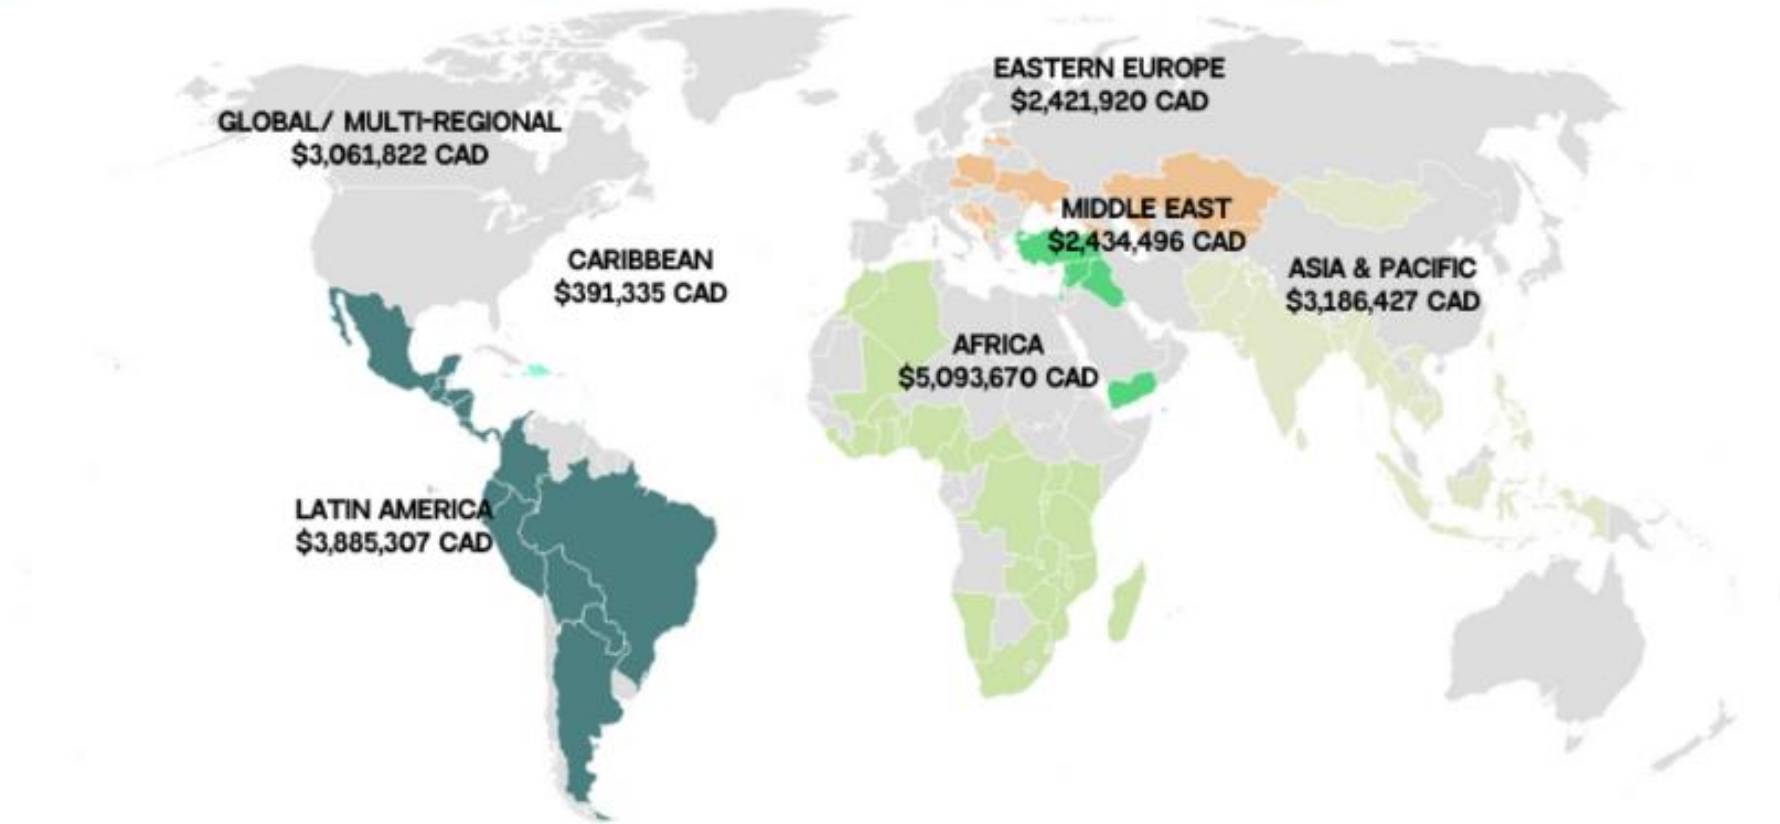 EASTERN EUROPE
$2,421,920 CAD
GLOBAL/ MULTI-REGIONAL
$3,061,822 CAD
MIDDLE EAST
$2,434,496 CAD
CARIBBEAN
$391,335 CAD
ASIA & PACIFIC
$3,186,427 CAD
AFRICA
$5,093,670 CAD
LATIN AMERICA
$3,885,307 CAD